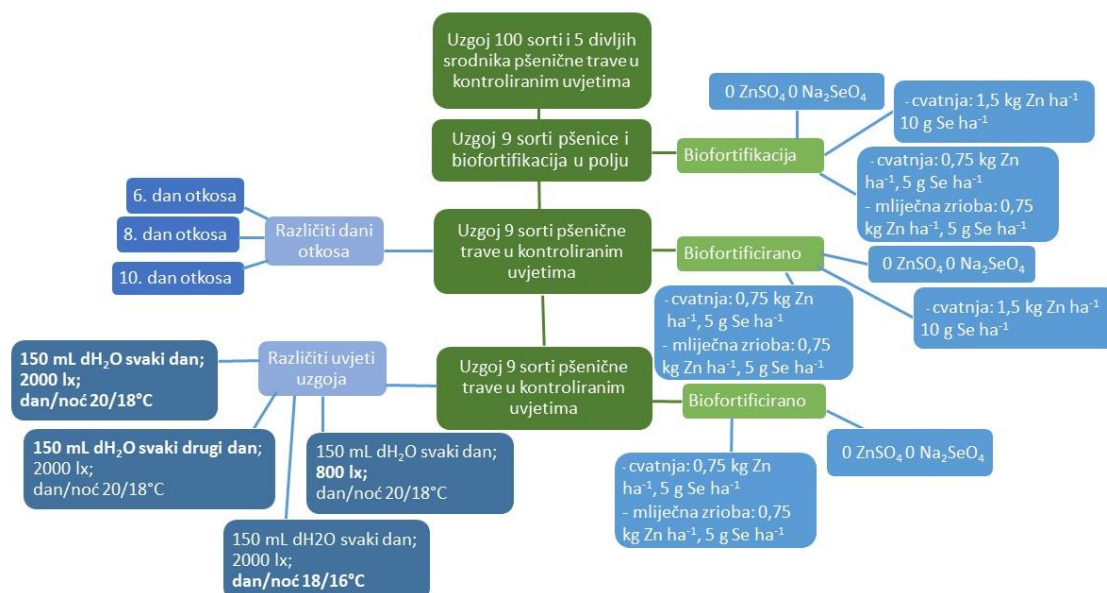 Uzgoj 100 sorti i 5 divljih
srodnika pšenične trave u
kontroliranim uvjetima
0 ZnSO₄ 0 Na₂SeO₄
- cvatnja: 1,5 kg Zn ha⁻¹
10 g Se ha⁻¹
Uzgoj 9 sorti pšenice i
biofortifikacija u polju
Biofortifikacija
- cvatnja: 0,75 kg Zn
ha⁻¹, 5 g Se ha⁻¹
- mliječna zrioba: 0,75
kg Zn ha⁻¹, 5 g Se ha⁻¹
6. dan otkosa
8. dan otkosa
10. dan otkosa
Različiti dani
otkosa
Uzgoj 9 sorti pšenične
trave u kontroliranim
uvjetima
Biofortificirano
0 ZnSO₄ 0 Na₂SeO₄
- cvatnja: 1,5 kg Zn ha⁻¹
10 g Se ha⁻¹
- cvatnja: 0,75 kg Zn
ha⁻¹, 5 g Se ha⁻¹
- mliječna zrioba: 0,75
kg Zn ha⁻¹, 5 g Se ha⁻¹
150 mL dH₂O svaki dan;
2000 lx;
dan/noć 20/18°C
Različiti uvjeti
uzgoja
Uzgoj 9 sorti pšenične
trave u kontroliranim
uvjetima
Biofortificirano
150 mL dH₂O svaki drugi dan;
2000 lx;
dan/noć 20/18°C
150 mL dH₂O svaki dan;
800 lx;
dan/noć 20/18°C
150 mL dH2O svaki dan;
2000 lx;
dan/noć 18/16°C
- cvatnja: 0,75 kg Zn
ha⁻¹, 5 g Se ha⁻¹
- mliječna zrioba: 0,75
kg Zn ha⁻¹, 5 g Se ha⁻¹
0 ZnSO₄ 0 Na₂SeO₄